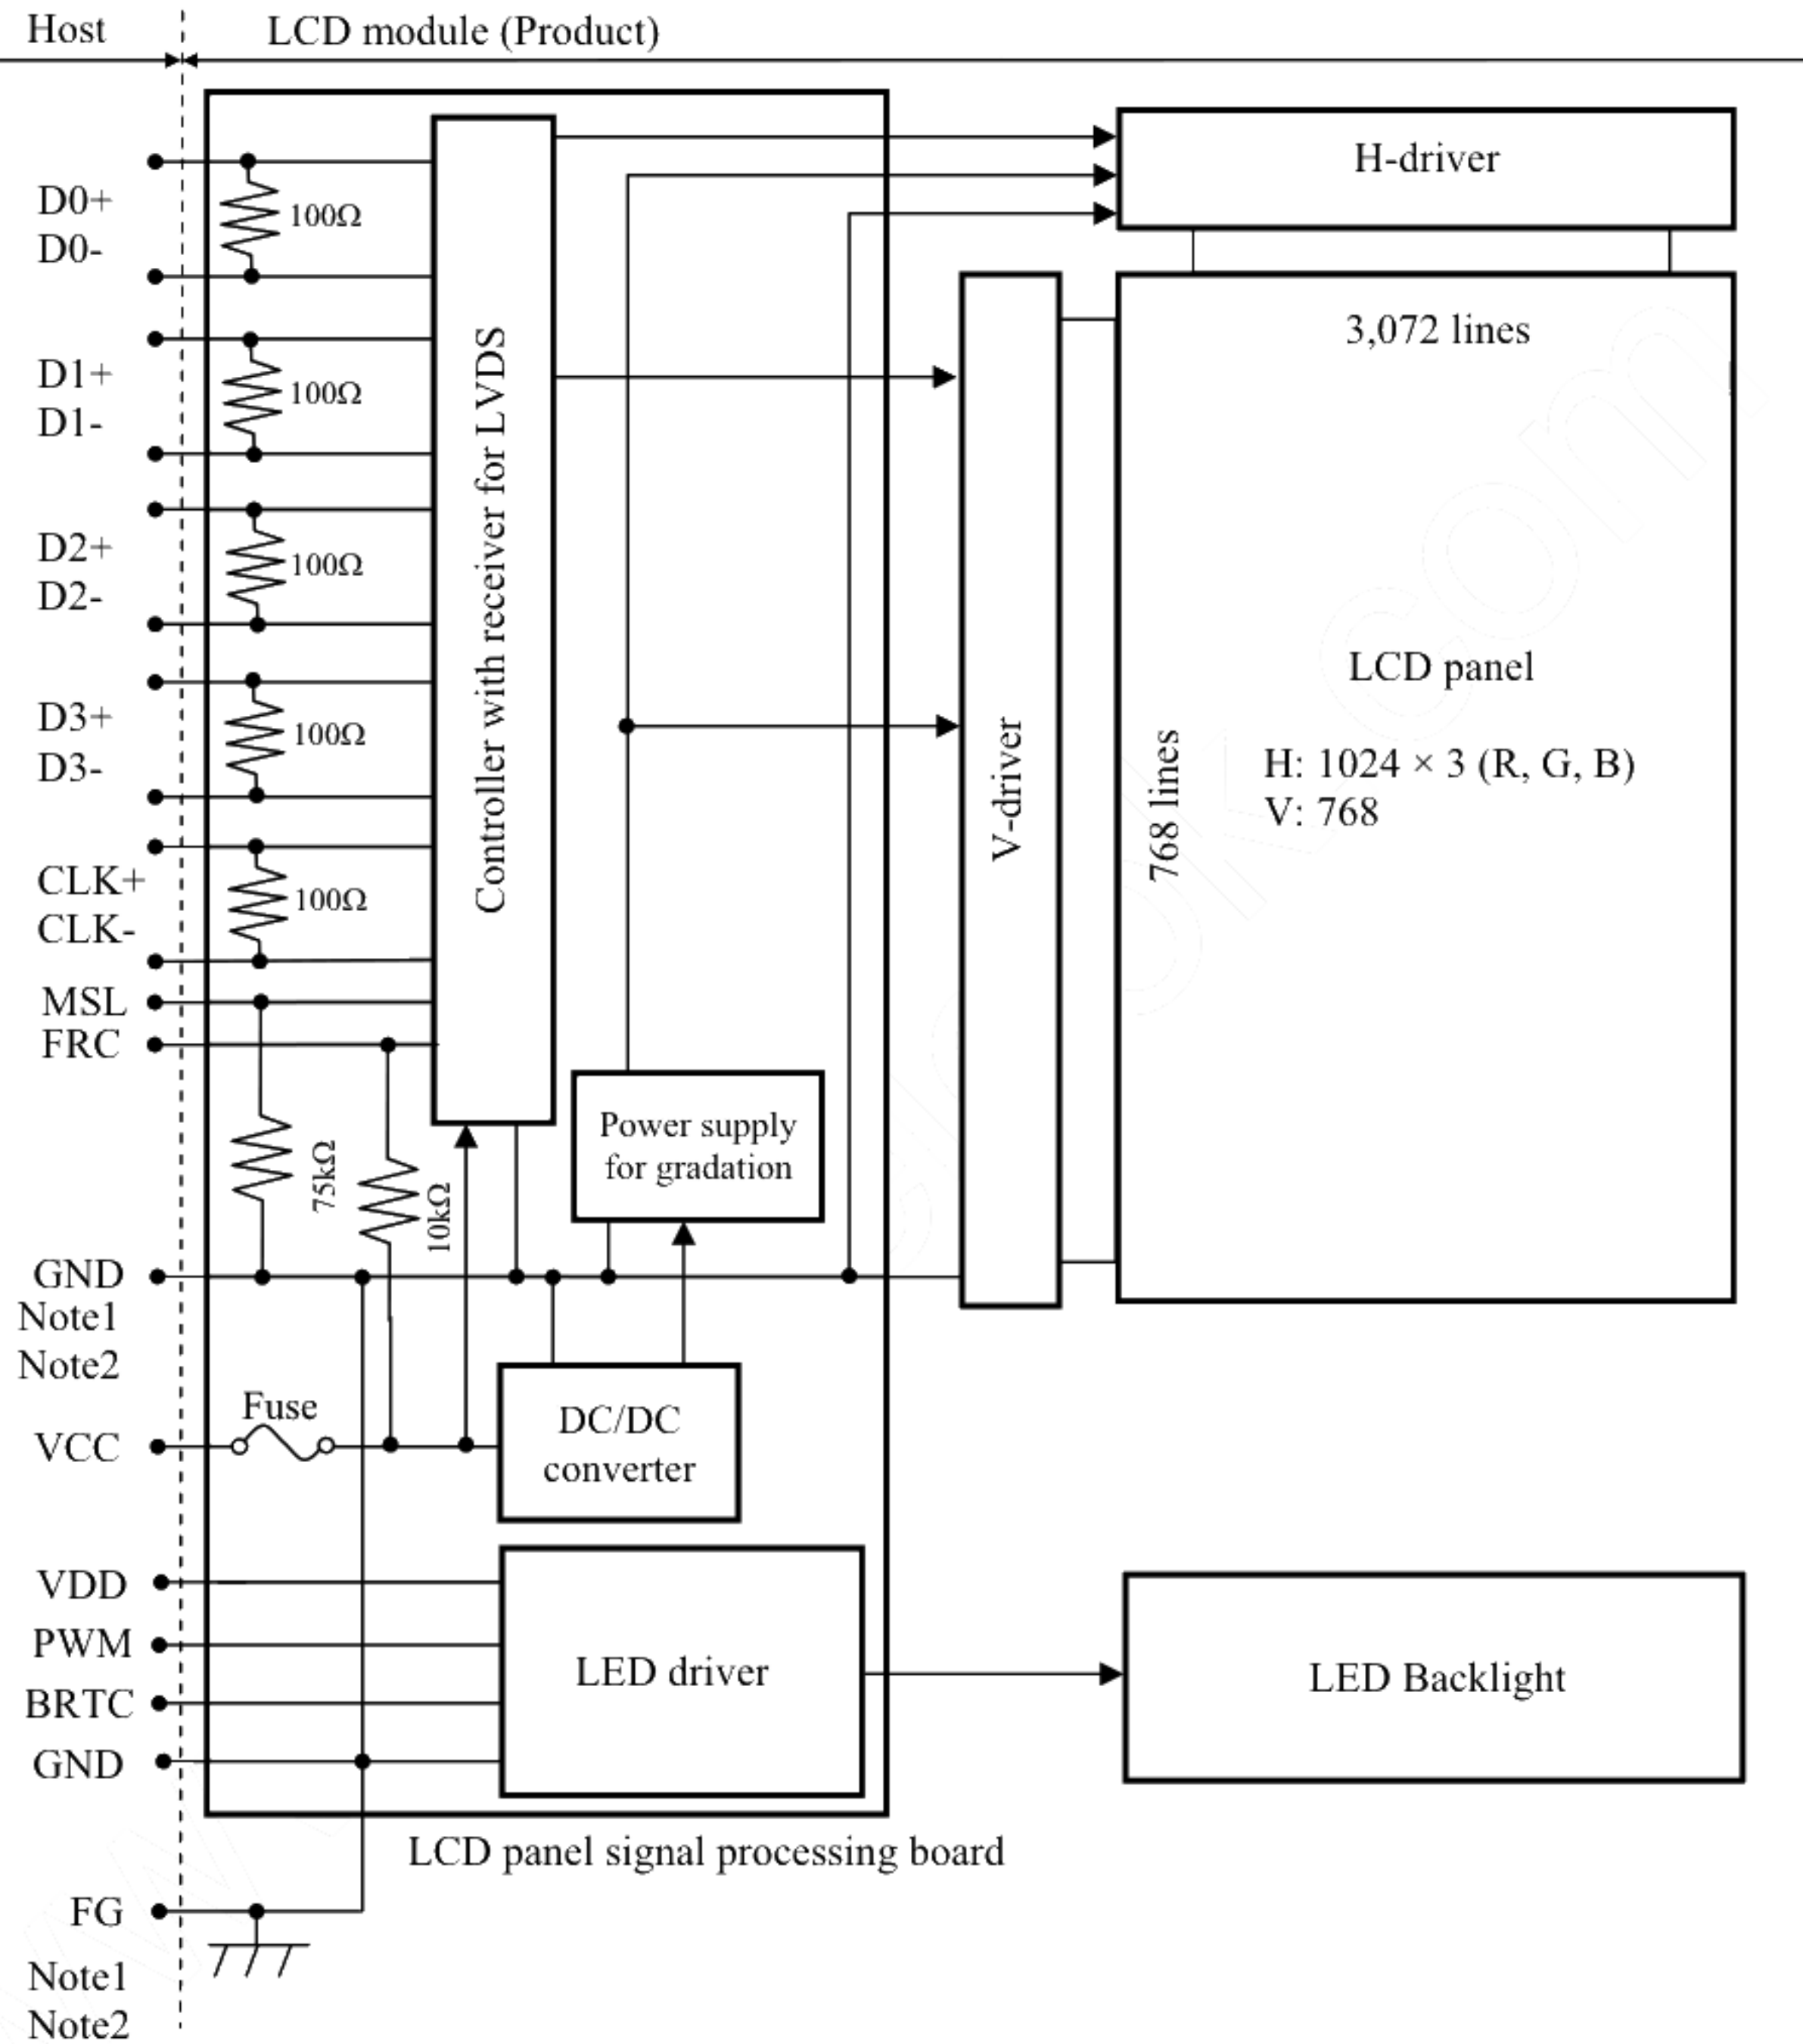 Host
LCD module (Product)
D0+
D0-
100Ω
D1+
D1-
100Ω
D2+
D2-
100Ω
D3+
D3-
100Ω
CLK+
CLK-
100Ω
MSL
FRC
75kΩ
10kΩ
Controller with receiver for LVDS
H-driver
3,072 lines
V-driver
768 lines
LCD panel
H: 1024 × 3 (R, G, B)
V: 768
Power supply
for gradation
GND
Note1
Note2
Fuse
VCC
DC/DC
converter
VDD
PWM
BRTC
GND
LED driver
LED Backlight
LCD panel signal processing board
FG
Note1
Note2